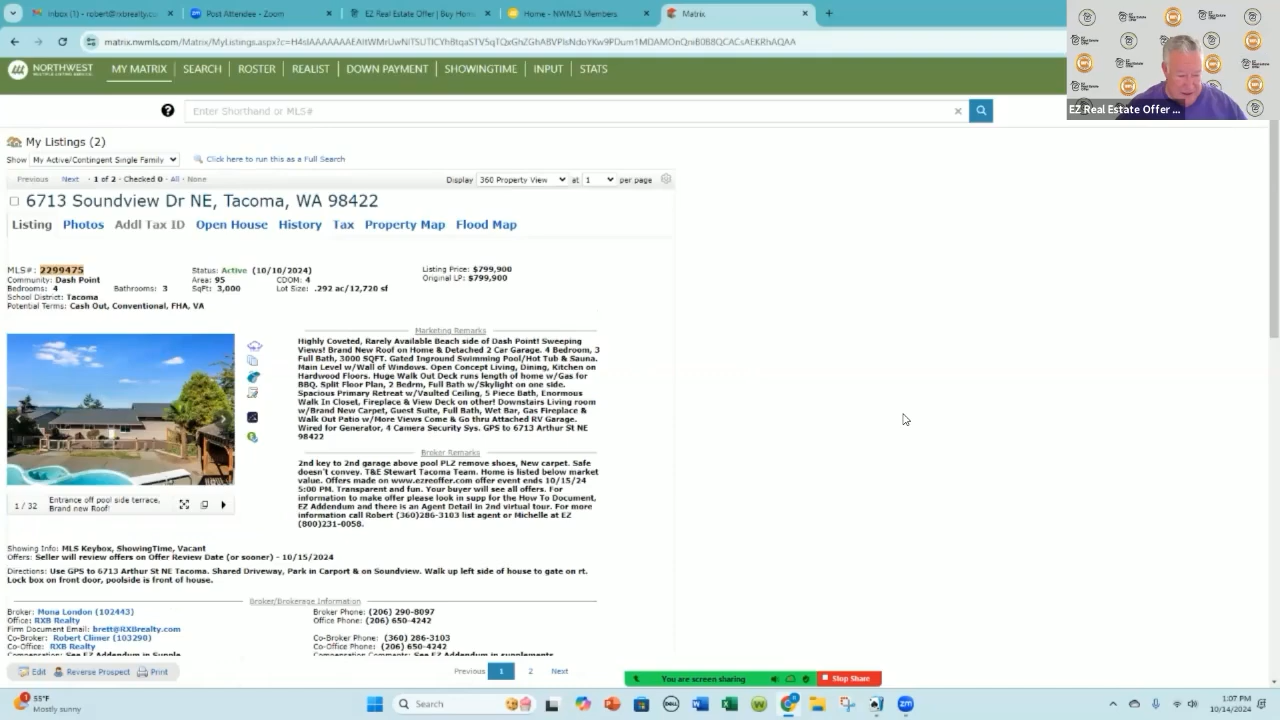 Inbox (1) - robert@rxbrealty.co
Post Attendee - Zoom
EZ Real Estate Offer | Buy Hom
Home - NWMLS Members
Matrix
NORTHWEST
MY MATRIX SEARCH ROSTER REALIST DOWN PAYMENT SHOWINGTIME INPUT STATS
EZ Real Estate Offer ...
Enter Shorthand or MLS#
My Listings (2)
Show My Active/Contingent Single Family Click here to run this as a Full Search
Previous Next · 1 of 2 · Checked 0 · All · None Display 360 Property View at 1 per page
6713 Soundview Dr NE, Tacoma, WA 98422
Listing Photos Addl Tax ID Open House History Tax Property Map Flood Map
MLS#: 2299475 Status: Active (10/10/2024) Listing Price: $799,900
Community: Dash Point Area: 95 CDOM: 4 Original LP: $799,900
Bedrooms: 4 Bathrooms: 3 SqFt: 3,000 Lot Size: .292 ac/12,720 sf
School District: Tacoma
Potential Terms: Cash Out, Conventional, FHA, VA
Marketing Remarks
Highly Coveted, Rarely Available Beach side of Dash Point! Sweeping
Views! Brand New Roof on Home & Detached 2 Car Garage. 4 Bedroom, 3
Full Bath, 3000 SQFT. Gated Inground Swimming Pool/Hot Tub & Sauna.
Main Level w/Wall of Windows. Open Concept Living, Dining, Kitchen on
Hardwood Floors. Huge Walk Out Deck runs length of home w/Gas for
BBQ. Split Floor Plan, 2 Bedrm, Full Bath w/Skylight on one side.
Spacious Primary Retreat w/Vaulted Ceiling, 5 Piece Bath, Enormous
Walk In Closet, Fireplace & View Deck on other! Downstairs Living room
w/Brand New Carpet, Guest Suite, Full Bath, Wet Bar, Gas Fireplace &
Walk Out Patio w/More Views Come & Go thru Attached RV Garage.
Wired for Generator, 4 Camera Security Sys. GPS to 6713 Arthur St NE
98422
Broker Remarks
2nd key to 2nd garage above pool PLZ remove shoes, New carpet. Safe
doesn't convey. T&E Stewart Tacoma Team. Home is listed below market
value. Offers made on www.ezreoffer.com offer event ends 10/15/24
5:00 PM. Transparent and fun. Your buyer will see all offers. For
information to make offer please look in supp for the How To Document,
EZ Addendum and there is an Agent Detail in 2nd virtual tour. For more
information call Robert (360)286-3103 list agent or Michelle at EZ
(800)231-0058.
1 / 32 Entrance off pool side terrace,
Brand new Roof!
Showing Info: MLS Keybox, ShowingTime, Vacant
Offers: Seller will review offers on Offer Review Date (or sooner) - 10/15/2024
Directions: Use GPS to 6713 Arthur St NE Tacoma. Shared Driveway, Park in Carport & on Soundview. Walk up left side of house to gate on rt.
Lock box on front door, poolside is front of house.
Broker/Brokerage Information
Broker: Mona London (102443) Broker Phone: (206) 290-8097
Office: RXB Realty Office Phone: (206) 650-4242
Firm Document Email: brett@RXBrealty.com
Co-Broker: Robert Climer (103290) Co-Broker Phone: (360) 286-3103
Co-Office: RXB Realty Co-Office Phone: (206) 650-4242
Compensation: See EZ Addendum in Supple Compensation Comments: See EZ Addendum in supplements
Edit Reverse Prospect Print Previous 1 2 Next
You are screen sharing Stop Share
55°F
Mostly sunny
Search
1:07 PM
10/14/2024